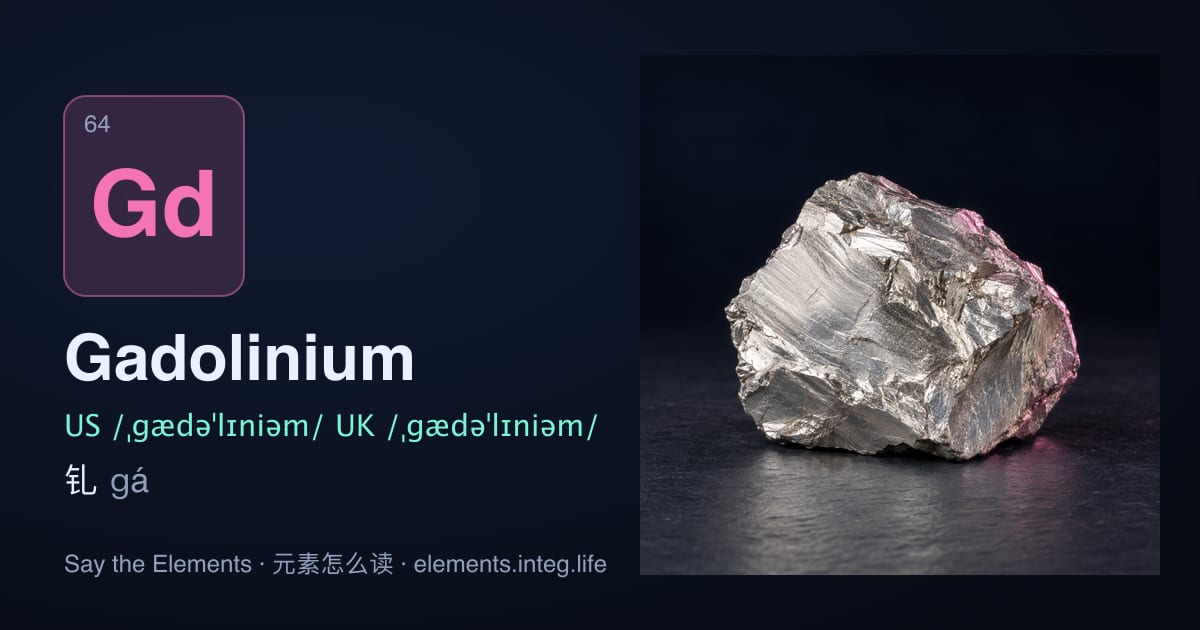 64
Gd
Gadolinium
US /ˌɡædəˈlɪniəm/ UK /ˌɡædəˈlɪniəm/
钆 gá
Say the Elements · 元素怎么读 · elements.integ.life